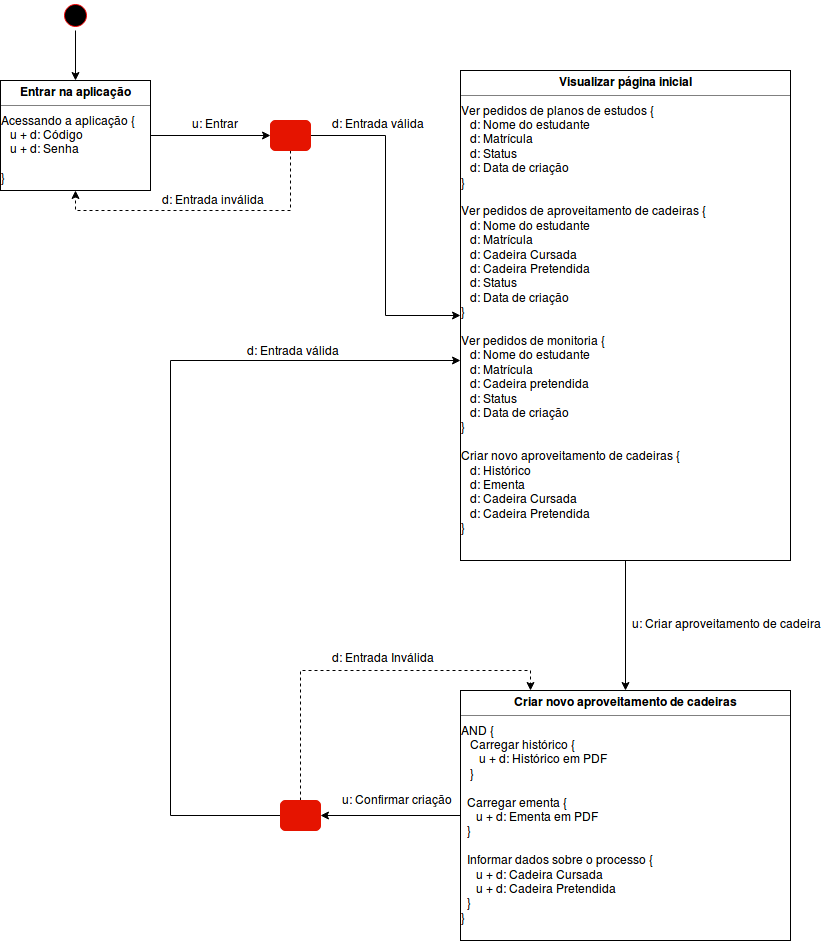 Entrar na aplicação
Acessando a aplicação {
u + d: Código
u + d: Senha
}
u: Entrar
d: Entrada válida
d: Entrada inválida
Visualizar página inicial
Ver pedidos de planos de estudos {
d: Nome do estudante
d: Matrícula
d: Status
d: Data de criação
}
Ver pedidos de aproveitamento de cadeiras {
d: Nome do estudante
d: Matrícula
d: Cadeira Cursada
d: Cadeira Pretendida
d: Status
d: Data de criação
}
Ver pedidos de monitoria {
d: Nome do estudante
d: Matrícula
d: Cadeira pretendida
d: Status
d: Data de criação
}
Criar novo aproveitamento de cadeiras {
d: Histórico
d: Ementa
d: Cadeira Cursada
d: Cadeira Pretendida
}
d: Entrada válida
u: Criar aproveitamento de cadeira
d: Entrada Inválida
Criar novo aproveitamento de cadeiras
AND {
Carregar histórico {
u + d: Histórico em PDF
}
Carregar ementa {
u + d: Ementa em PDF
}
Informar dados sobre o processo {
u + d: Cadeira Cursada
u + d: Cadeira Pretendida
}
}
u: Confirmar criação